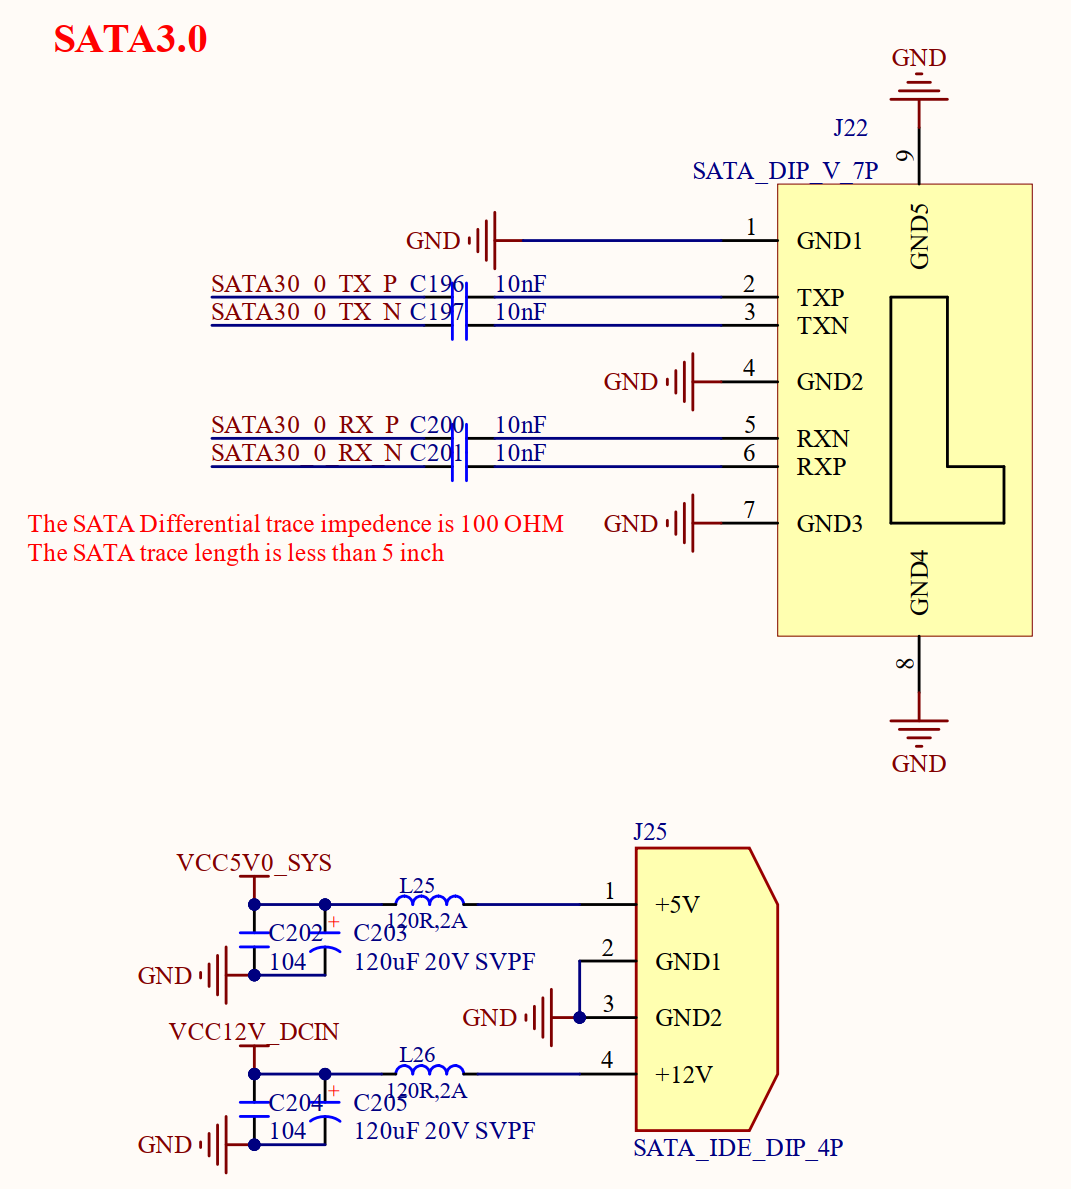 SATA3.0
GND
J22
9
SATA_DIP_V_7P
GND5
GND 1 GND1
SATA30_0_TX_P C196 10nF 2 TXP
SATA30_0_TX_N C197 10nF 3 TXN
GND 4 GND2
SATA30_0_RX_P C200 10nF 5 RXN
SATA30_0_RX_N C201 10nF 6 RXP
GND 7 GND3
The SATA Differential trace impedence is 100 OHM
The SATA trace length is less than 5 inch
GND4
8
GND
J25
VCC5V0_SYS
L25
1 +5V
120R,2A
C202 + C203
104 120uF 20V SVPF
GND
2 GND1
GND 3 GND2
VCC12V_DCIN
L26
4 +12V
120R,2A
C204 + C205
104 120uF 20V SVPF
GND
SATA_IDE_DIP_4P